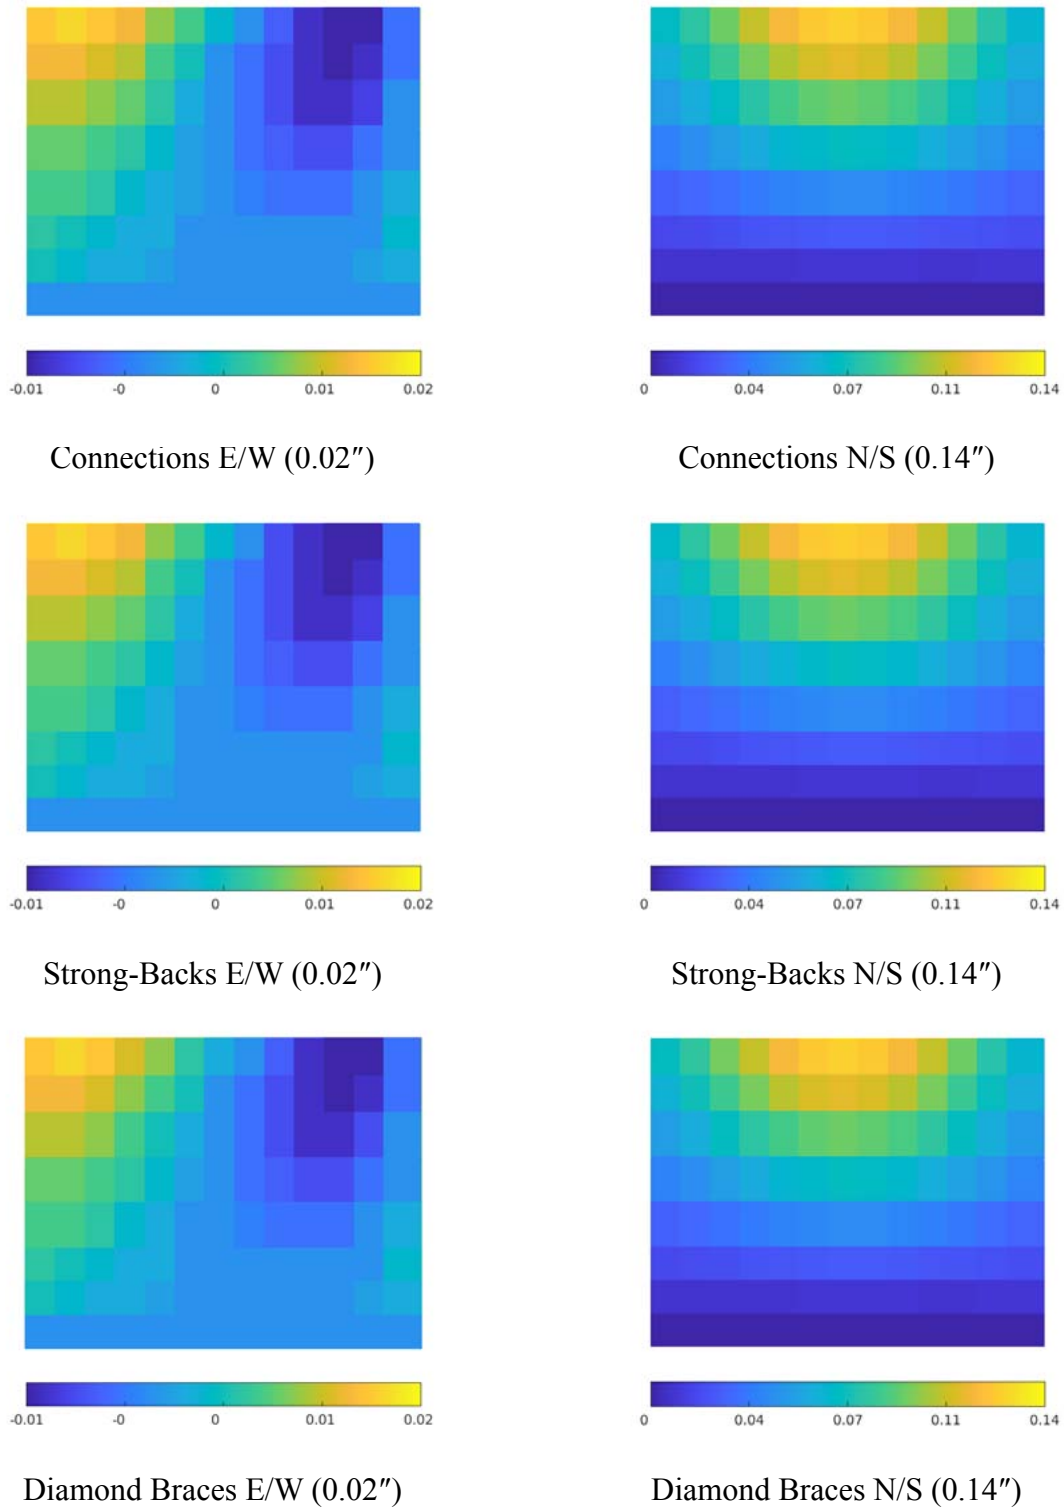 -0.01 -0 0 0.01 0.02
0 0.04 0.07 0.11 0.14
Connections E/W (0.02″)
Connections N/S (0.14″)
-0.01 -0 0 0.01 0.02
0 0.04 0.07 0.11 0.14
Strong-Backs E/W (0.02″)
Strong-Backs N/S (0.14″)
-0.01 -0 0 0.01 0.02
0 0.04 0.07 0.11 0.14
Diamond Braces E/W (0.02″)
Diamond Braces N/S (0.14″)